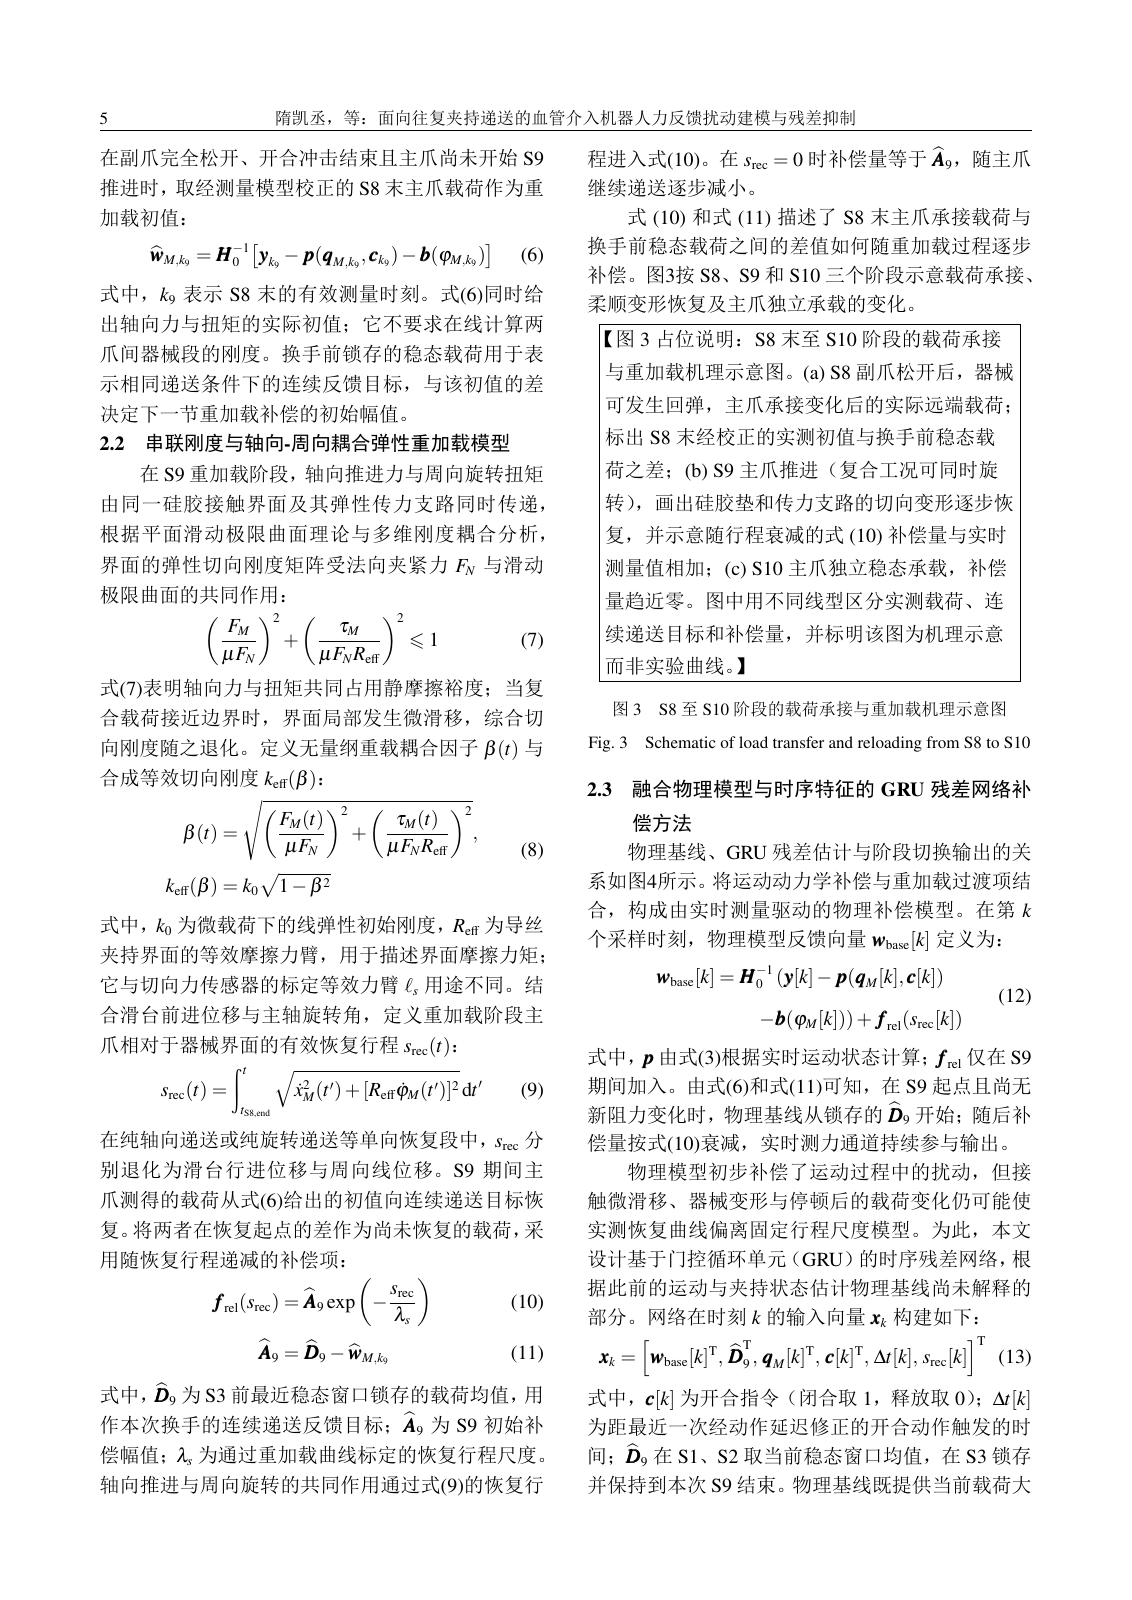 5
隋凯丞，等：面向往复夹持递送的血管介入机器人力反馈扰动建模与残差抑制
在副爪完全松开、开合冲击结束且主爪尚未开始 S9
推进时，取经测量模型校正的 S8 末主爪载荷作为重
加载初值：
ŵ_{M,k₉} = H₀⁻¹[y_{k₉} − p(q_{M,k₉}, c_{k₉}) − b(φ_{M,k₉})] (6)
式中，k₉ 表示 S8 末的有效测量时刻。式(6)同时给
出轴向力与扭矩的实际初值；它不要求在线计算两
爪间器械段的刚度。换手前锁存的稳态载荷用于表
示相同递送条件下的连续反馈目标，与该初值的差
决定下一节重加载补偿的初始幅值。
2.2 串联刚度与轴向-周向耦合弹性重加载模型
在 S9 重加载阶段，轴向推进力与周向旋转扭矩
由同一硅胶接触界面及其弹性传力支路同时传递，
根据平面滑动极限曲面理论与多维刚度耦合分析，
界面的弹性切向刚度矩阵受法向夹紧力 F_N 与滑动
极限曲面的共同作用：
(F_M / μF_N)² + (τ_M / μF_N R_eff)² ⩽ 1 (7)
式(7)表明轴向力与扭矩共同占用静摩擦裕度；当复
合载荷接近边界时，界面局部发生微滑移，综合切
向刚度随之退化。定义无量纲重载耦合因子 β(t) 与
合成等效切向刚度 k_eff(β)：
β(t) = √((F_M(t) / μF_N)² + (τ_M(t) / μF_N R_eff)²),
(8)
k_eff(β) = k₀√(1 − β²)
式中，k₀ 为微载荷下的线弹性初始刚度，R_eff 为导丝
夹持界面的等效摩擦力臂，用于描述界面摩擦力矩；
它与切向力传感器的标定等效力臂 ℓ_s 用途不同。结
合滑台前进位移与主轴旋转角，定义重加载阶段主
爪相对于器械界面的有效恢复行程 s_rec(t)：
s_rec(t) = ∫_{t_{S8,end}}^{t} √(ẋ_M²(t′) + [R_eff φ̇_M(t′)]²) dt′ (9)
在纯轴向递送或纯旋转递送等单向恢复段中，s_rec 分
别退化为滑台行进位移与周向线位移。S9 期间主
爪测得的载荷从式(6)给出的初值向连续递送目标恢
复。将两者在恢复起点的差作为尚未恢复的载荷，采
用随恢复行程递减的补偿项：
f_rel(s_rec) = Â₉ exp(−s_rec / λ_s) (10)
Â₉ = D̂₉ − ŵ_{M,k₉} (11)
式中，D̂₉ 为 S3 前最近稳态窗口锁存的载荷均值，用
作本次换手的连续递送反馈目标；Â₉ 为 S9 初始补
偿幅值；λ_s 为通过重加载曲线标定的恢复行程尺度。
轴向推进与周向旋转的共同作用通过式(9)的恢复行
程进入式(10)。在 s_rec = 0 时补偿量等于 Â₉，随主爪
继续递送逐步减小。
式 (10) 和式 (11) 描述了 S8 末主爪承接载荷与
换手前稳态载荷之间的差值如何随重加载过程逐步
补偿。图3按 S8、S9 和 S10 三个阶段示意载荷承接、
柔顺变形恢复及主爪独立承载的变化。
【图 3 占位说明：S8 末至 S10 阶段的载荷承接
与重加载机理示意图。(a) S8 副爪松开后，器械
可发生回弹，主爪承接变化后的实际远端载荷；
标出 S8 末经校正的实测初值与换手前稳态载
荷之差；(b) S9 主爪推进（复合工况可同时旋
转），画出硅胶垫和传力支路的切向变形逐步恢
复，并示意随行程衰减的式 (10) 补偿量与实时
测量值相加；(c) S10 主爪独立稳态承载，补偿
量趋近零。图中用不同线型区分实测载荷、连
续递送目标和补偿量，并标明该图为机理示意
而非实验曲线。】
图 3 S8 至 S10 阶段的载荷承接与重加载机理示意图
Fig. 3 Schematic of load transfer and reloading from S8 to S10
2.3 融合物理模型与时序特征的 GRU 残差网络补
偿方法
物理基线、GRU 残差估计与阶段切换输出的关
系如图4所示。将运动动力学补偿与重加载过渡项结
合，构成由实时测量驱动的物理补偿模型。在第 k
个采样时刻，物理模型反馈向量 w_base[k] 定义为：
w_base[k] = H₀⁻¹(y[k] − p(q_M[k], c[k])
(12)
−b(φ_M[k])) + f_rel(s_rec[k])
式中，p 由式(3)根据实时运动状态计算；f_rel 仅在 S9
期间加入。由式(6)和式(11)可知，在 S9 起点且尚无
新阻力变化时，物理基线从锁存的 D̂₉ 开始；随后补
偿量按式(10)衰减，实时测力通道持续参与输出。
物理模型初步补偿了运动过程中的扰动，但接
触微滑移、器械变形与停顿后的载荷变化仍可能使
实测恢复曲线偏离固定行程尺度模型。为此，本文
设计基于门控循环单元（GRU）的时序残差网络，根
据此前的运动与夹持状态估计物理基线尚未解释的
部分。网络在时刻 k 的输入向量 x_k 构建如下：
x_k = [w_base[k]ᵀ, D̂₉ᵀ, q_M[k]ᵀ, c[k]ᵀ, Δt[k], s_rec[k]]ᵀ (13)
式中，c[k] 为开合指令（闭合取 1，释放取 0）；Δt[k]
为距最近一次经动作延迟修正的开合动作触发的时
间；D̂₉ 在 S1、S2 取当前稳态窗口均值，在 S3 锁存
并保持到本次 S9 结束。物理基线既提供当前载荷大